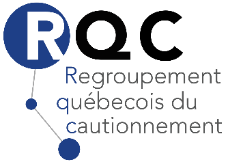 RQC
Regroupement
québecois du
cautionnement